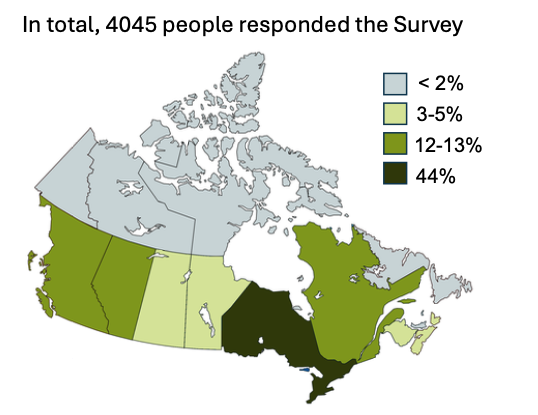 In total, 4045 people responded the Survey
< 2%
3-5%
12-13%
44%